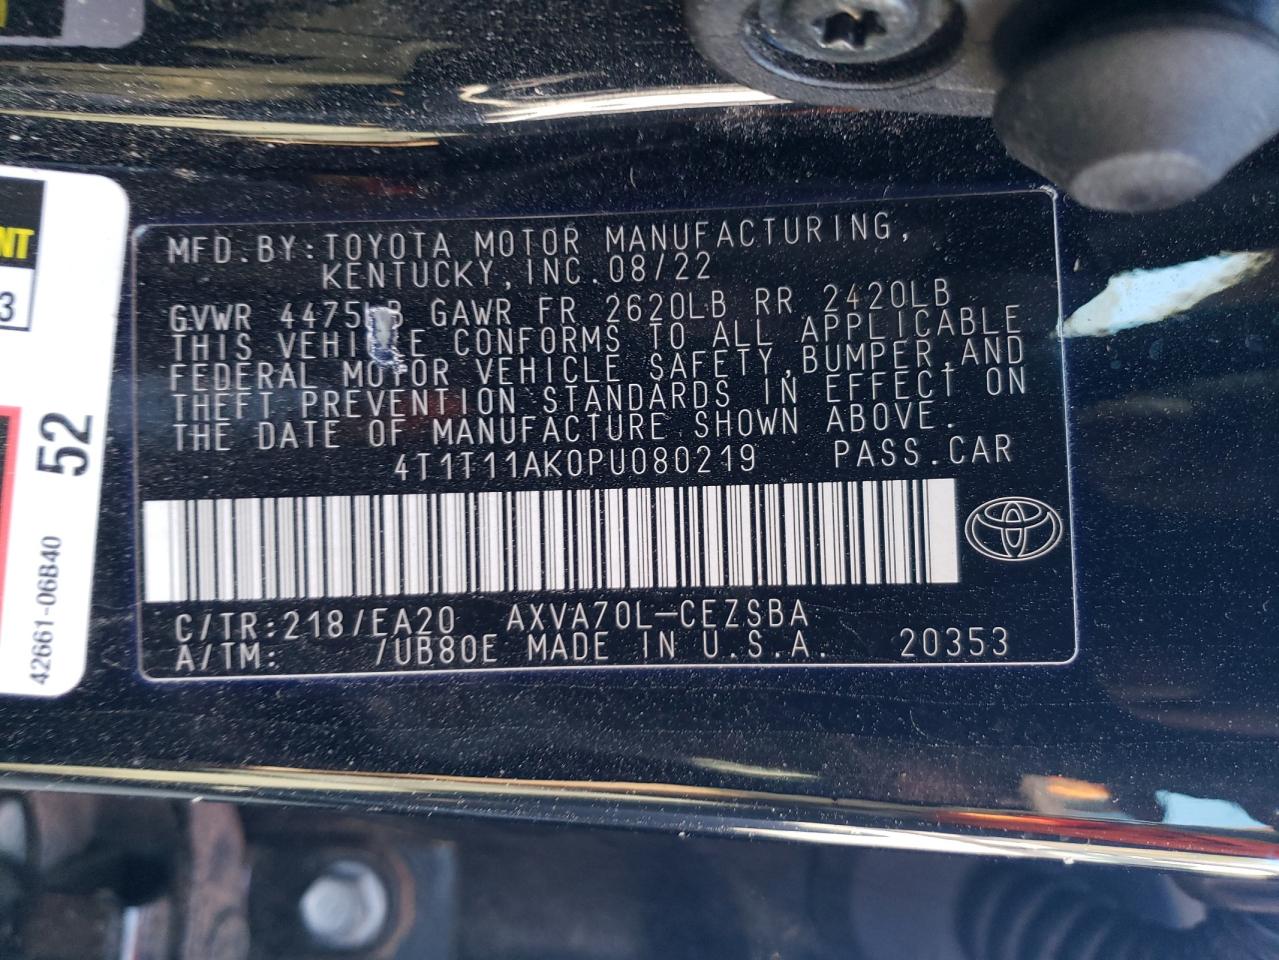 NT
3
52
42661-06B40
MFD.BY:TOYOTA MOTOR MANUFACTURING,
KENTUCKY,INC.08/22
GVWR 4475LB GAWR FR 2620LB RR 2420LB
THIS VEHICLE CONFORMS TO ALL APPLICABLE
FEDERAL MOTOR VEHICLE SAFETY,BUMPER,AND
THEFT PREVENTION STANDARDS IN EFFECT ON
THE DATE OF MANUFACTURE SHOWN ABOVE.
4T1T11AK0PU080219 PASS.CAR
C/TR:218/EA20 AXVA70L-CEZSBA
A/TM: /UB80E MADE IN U.S.A. 20353